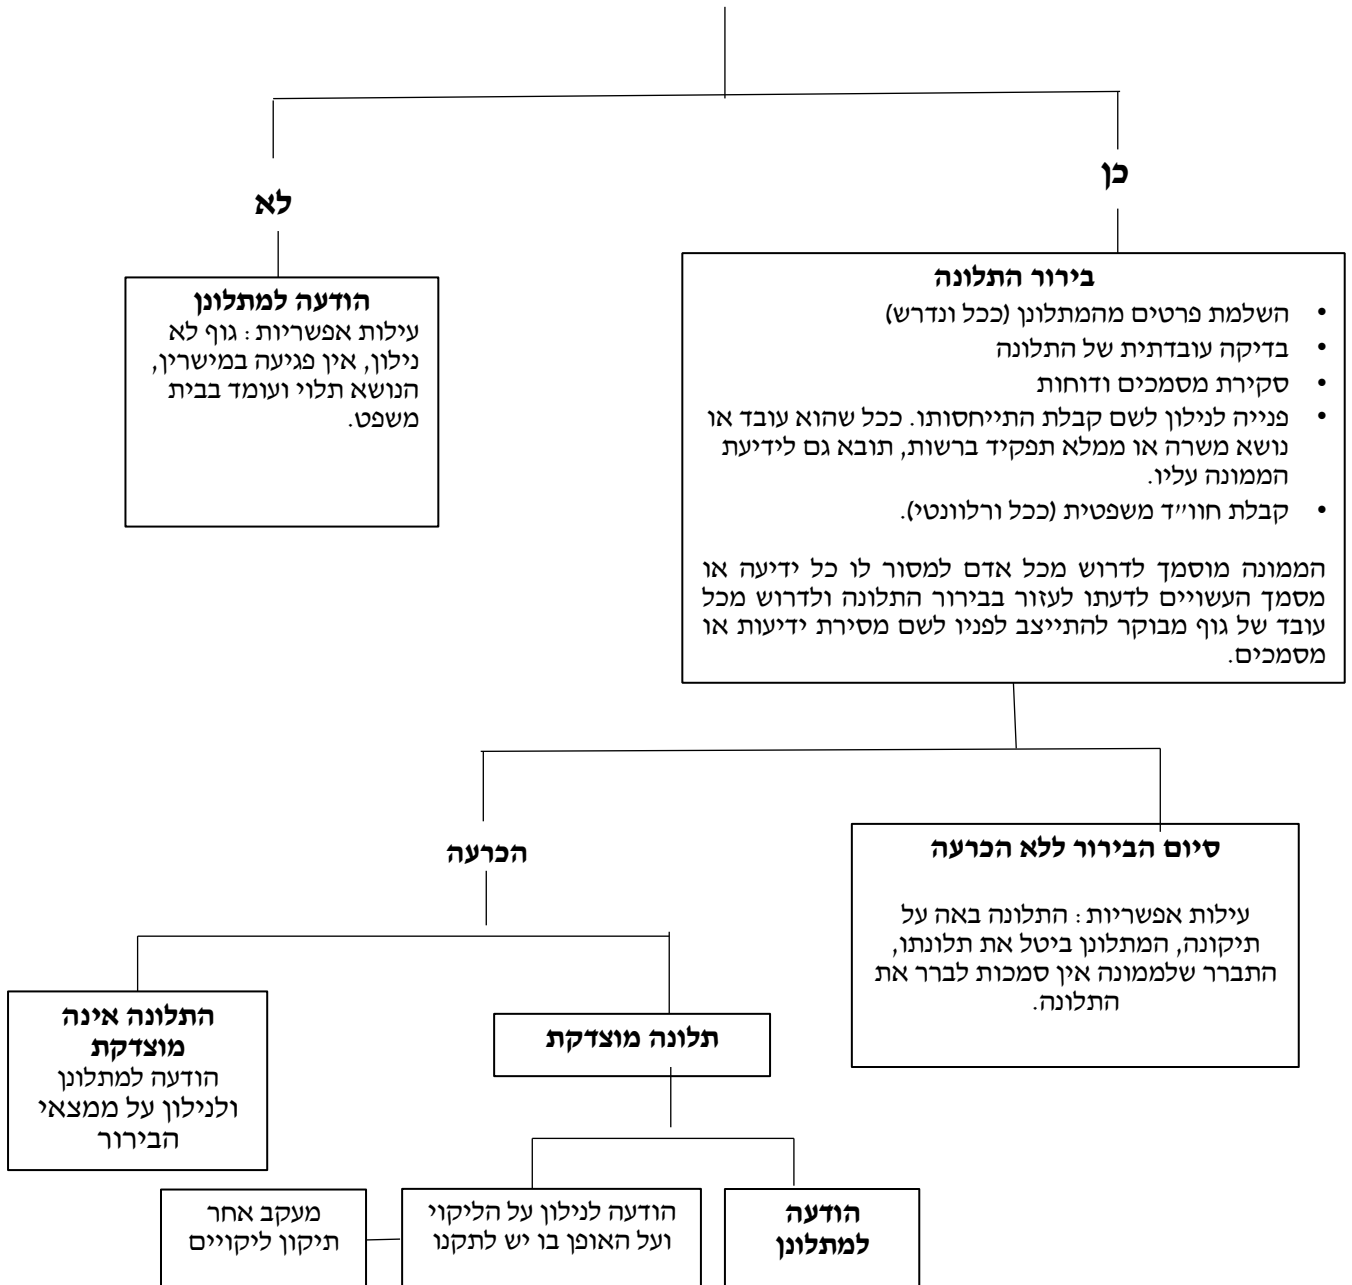 כן
לא
בירור התלונה
• השלמת פרטים מהמתלונן (ככל ונדרש)
• בדיקה עובדתית של התלונה
• סקירת מסמכים ודוחות
• פנייה לנילון לשם קבלת התייחסותו. ככל שהוא עובד או
נושא משרה או ממלא תפקיד ברשות, תובא גם לידיעת
הממונה עליו.
• קבלת חוו״ד משפטית (ככל ורלוונטי).
הממונה מוסמך לדרוש מכל אדם למסור לו כל ידיעה או
מסמך העשויים לדעתו לעזור בבירור התלונה ולדרוש מכל
עובד של גוף מבוקר להתייצב לפניו לשם מסירת ידיעות או
מסמכים.
הודעה למתלונן
עילות אפשריות: גוף לא
נילון, אין פגיעה במישרין,
הנושא תלוי ועומד בבית
משפט.
סיום הבירור ללא הכרעה
עילות אפשריות: התלונה באה על
תיקונה, המתלונן ביטל את תלונתו,
התברר שלממונה אין סמכות לברר את
התלונה.
הכרעה
תלונה מוצדקת
התלונה אינה
מוצדקת
הודעה למתלונן
ולנילון על ממצאי
הבירור
הודעה
למתלונן
הודעה לנילון על הליקוי
ועל האופן בו יש לתקנו
מעקב אחר
תיקון ליקויים